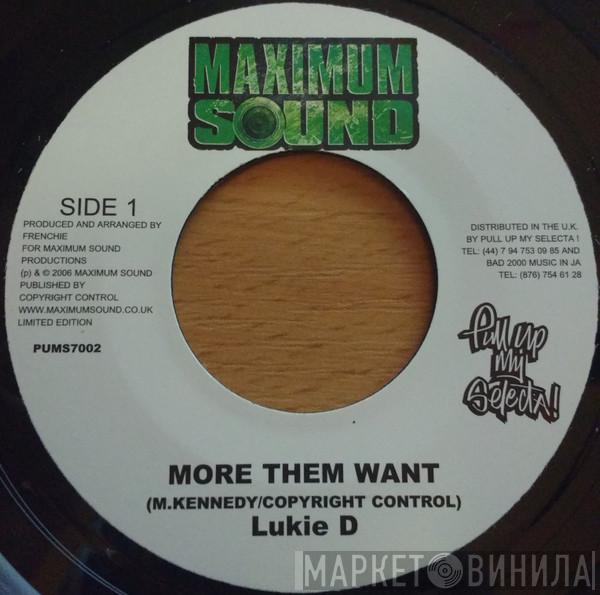 MAXIMUM
SOUND
SIDE 1
PRODUCED AND ARRANGED BY
FRENCHIE
FOR MAXIMUM SOUND
PRODUCTIONS
(p) & © 2006 MAXIMUM SOUND
PUBLISHED BY
COPYRIGHT CONTROL
WWW.MAXIMUMSOUND.CO.UK
LIMITED EDITION
PUMS7002
DISTRIBUTED IN THE U.K.
BY PULL UP MY SELECTA !
TEL: (44) 7 94 753 09 85 AND
BAD 2000 MUSIC IN JA
TEL: (876) 754 61 28
Pull up
my
Selecta!
MORE THEM WANT
(M.KENNEDY/COPYRIGHT CONTROL)
Lukie D
МАРКЕТ ВИНИЛА